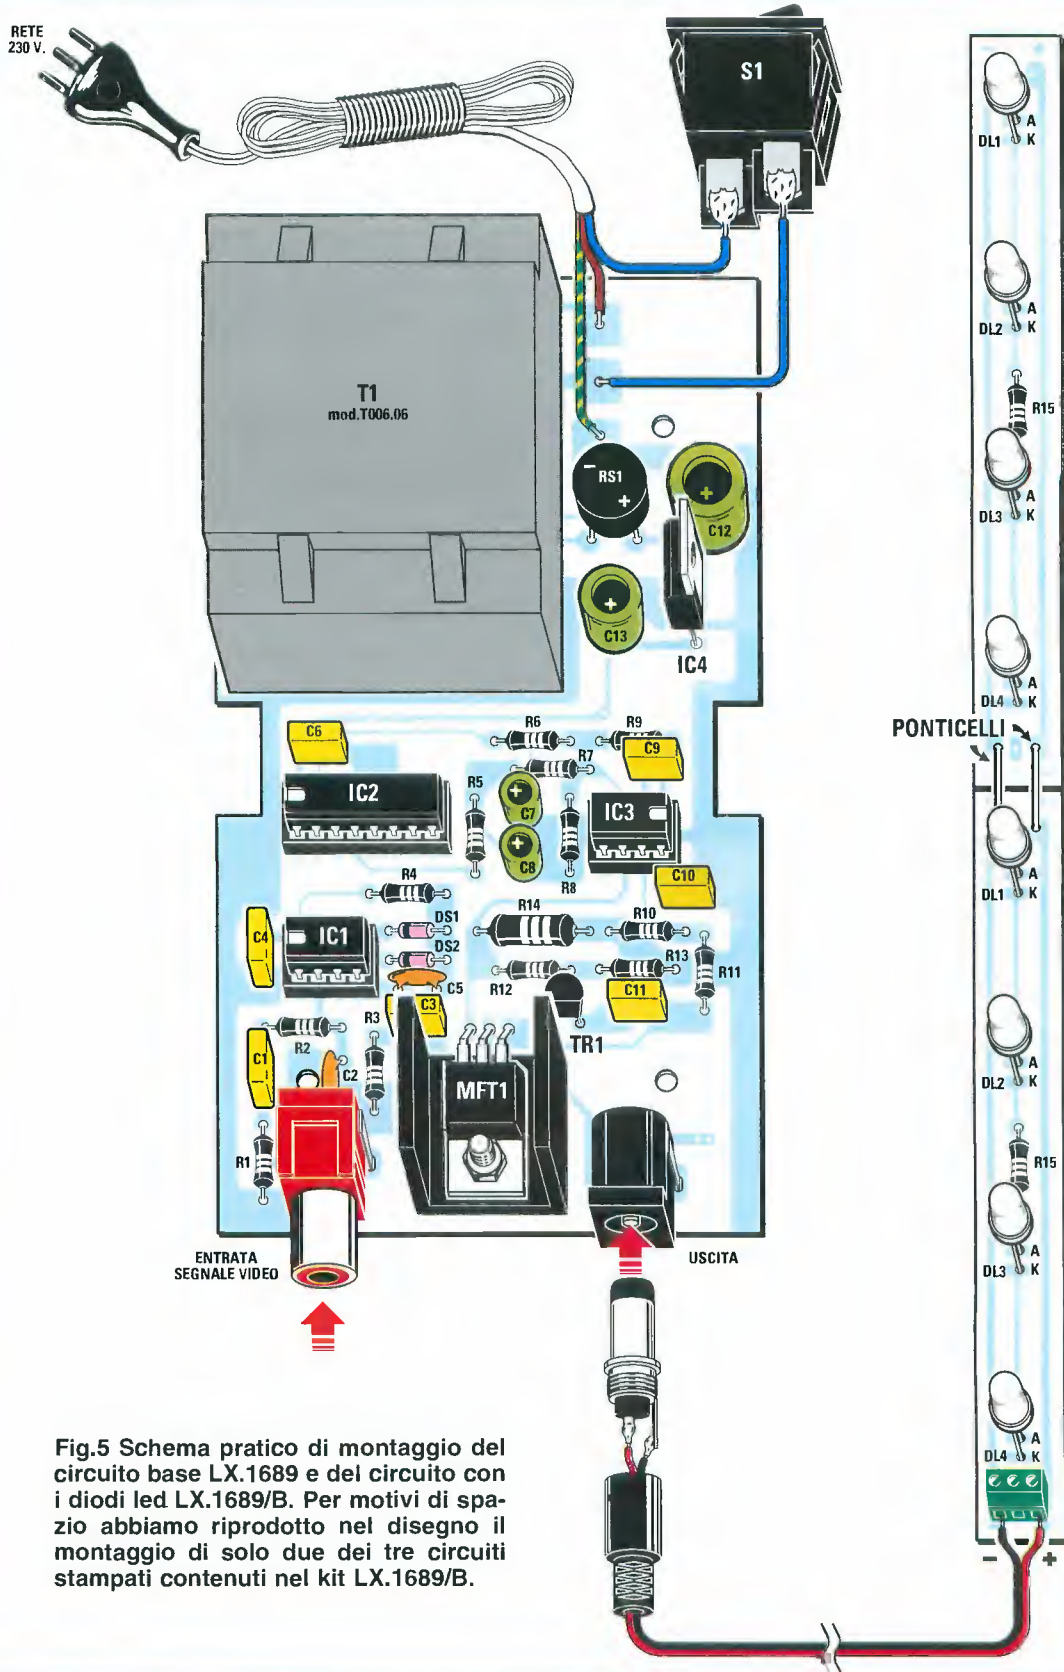 RETE
230 V.
S1
T1
mod.T006.06
- RS1 +
+ C12
+ C13
IC4
C6
R6
R9
C9
R7
IC2
R5
+ C7
IC3
+ C8
R8
C10
R4
R14
DS1
R10
C4
IC1
DS2
R13
R11
R12
C5
C3
C11
R3
TR1
R2
C1
C2
MFT1
R1
ENTRATA
SEGNALE VIDEO
USCITA
DL1 A K
DL2 A K
R15
DL3 A K
DL4 A K
PONTICELLI
DL1 A K
DL2 A K
R15
DL3 A K
DL4 A K
- +
Fig.5 Schema pratico di montaggio del
circuito base LX.1689 e del circuito con
i diodi led LX.1689/B. Per motivi di spa-
zio abbiamo riprodotto nel disegno il
montaggio di solo due dei tre circuiti
stampati contenuti nel kit LX.1689/B.